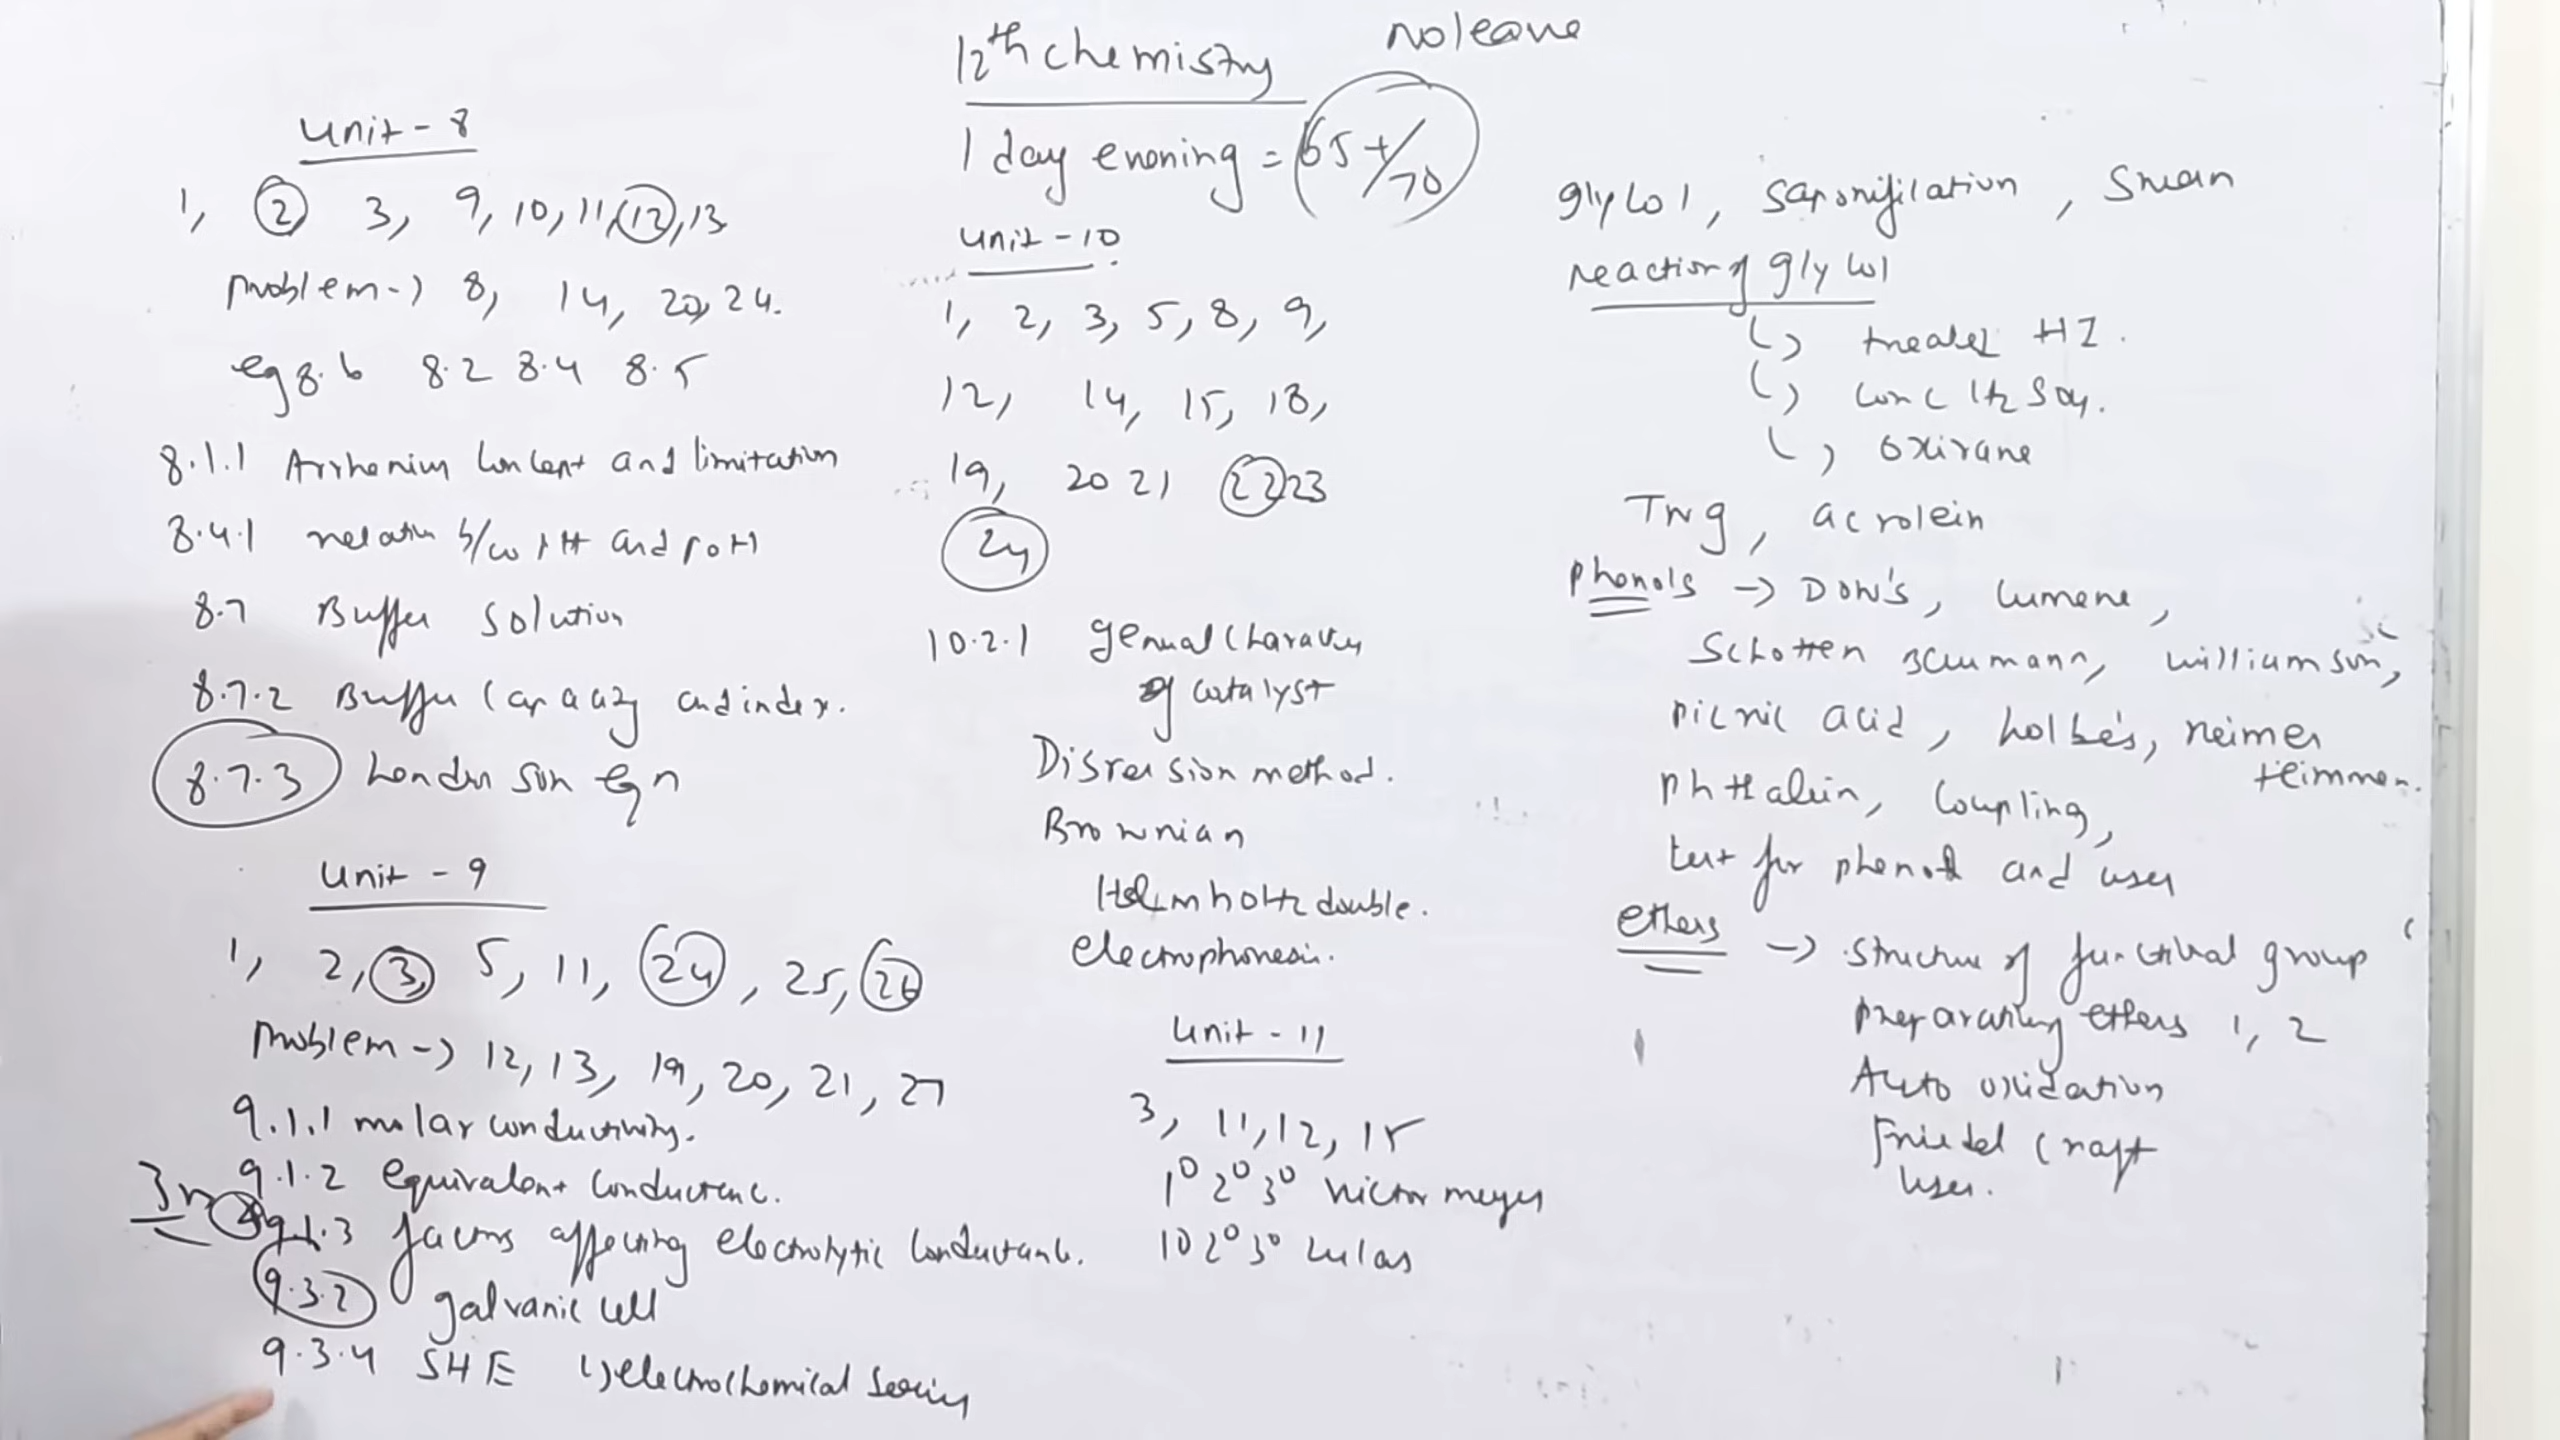 12th chemistry
no leave
1 day evening = 65+/70
Unit - 8
1, 2 3, 9, 10, 11, 12, 13
Problem -> 8, 14, 20, 24.
eg 8.6 8.2 8.4 8.5
8.1.1 Arrhenius Concept and limitation
8.4.1 relation b/w pH and pOH
8.7 Buffer solution
8.7.2 Buffer Capacity and index.
8.7.3 Henderson eqn
Unit - 9
1, 2, 3, 5, 11, 24, 25, 26
Problem -> 12, 13, 19, 20, 21, 27
9.1.1 molar conductivity.
9.1.2 equivalent conductance.
9.1.3 factors affecting electrolytic conductance.
9.3.2 galvanic cell
9.3.4 SHE electrochemical series
Unit - 10
1, 2, 3, 5, 8, 9,
12, 14, 15, 18,
19, 20 21 22 23
24
10.2.1 general character
of catalyst
Dispersion method.
Brownian
Helmholtz double.
electrophoresis.
Unit - 11
3, 11, 12, 15
1° 2° 3° victor meyer
1° 2° 3° lucas
glycol, saponification, Swan
reaction of glycol
treated HI.
conc H2SO4.
oxirane
TNG, acrolein
Phenols -> Dow's, Cumene,
Schotten Baumann, williamson,
picric acid, kolbe's, reimer
teimmen.
phthalein, Coupling,
test for phenol and uses
Ethers -> structure of functional group
preparation ethers 1, 2
Auto oxidation
Friedel Craft
uses.